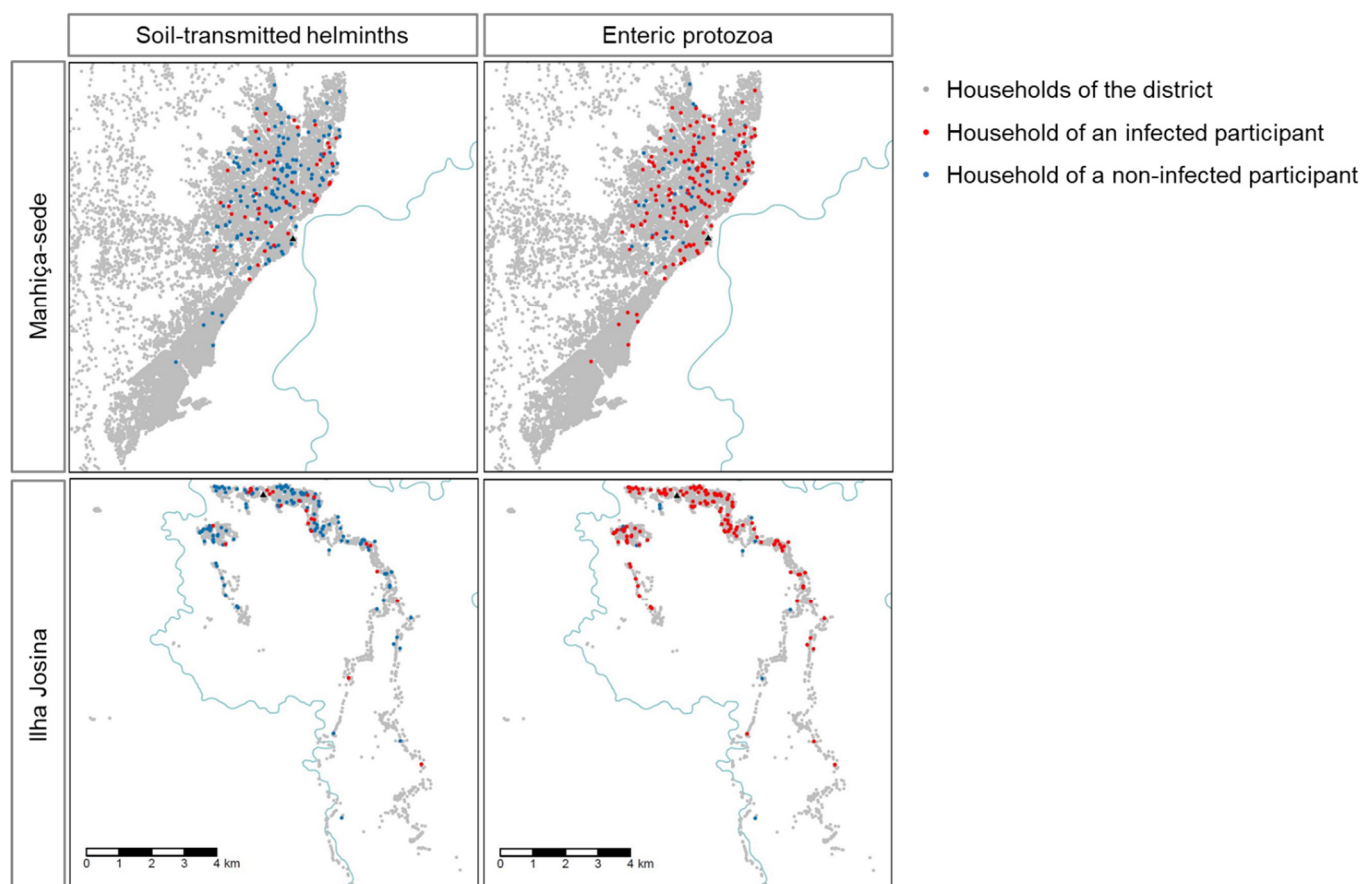 Soil-transmitted helminths
Enteric protozoa
Manhiça-sede
Ilha Josina
Households of the district
Household of an infected participant
Household of a non-infected participant
0 1 2 3 4 km
0 1 2 3 4 km